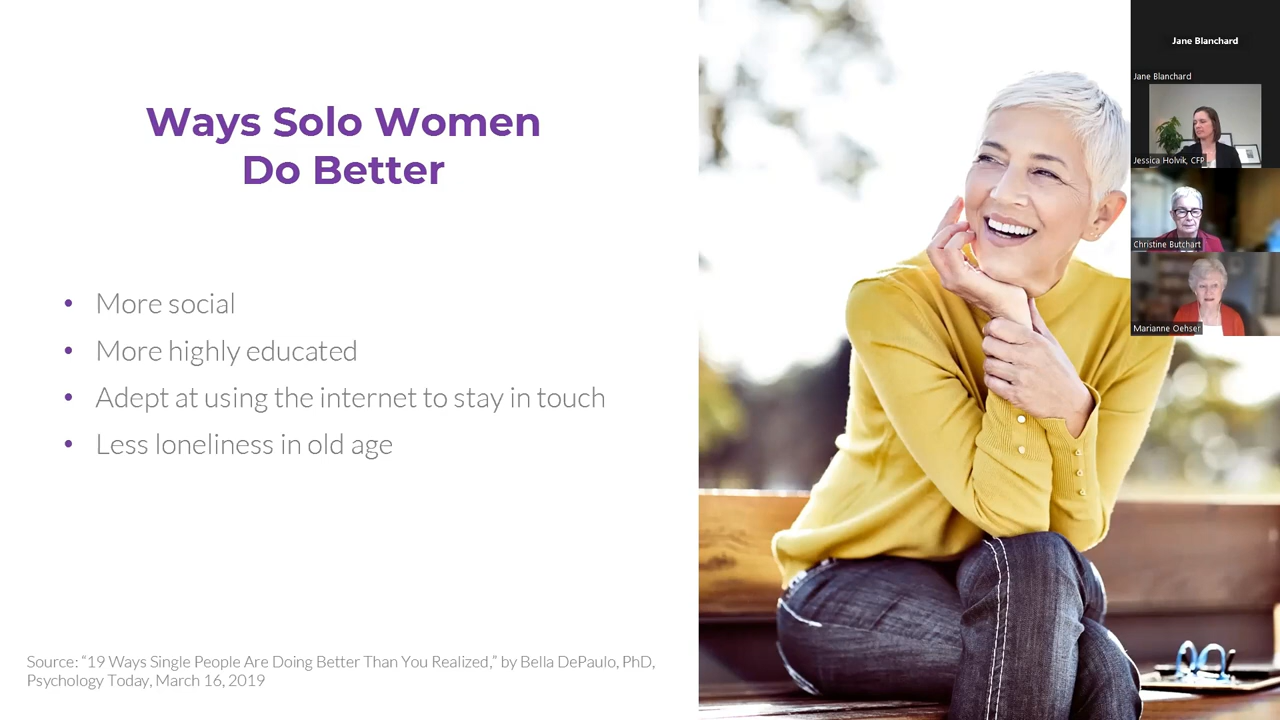 Ways Solo Women
Do Better
• More social
• More highly educated
• Adept at using the internet to stay in touch
• Less loneliness in old age
Source: “19 Ways Single People Are Doing Better Than You Realized,” by Bella DePaulo, PhD,
Psychology Today, March 16, 2019
Jane Blanchard
Jane Blanchard
Jessica Holvik, CFP
Christine Butchart
Marianne Oehser